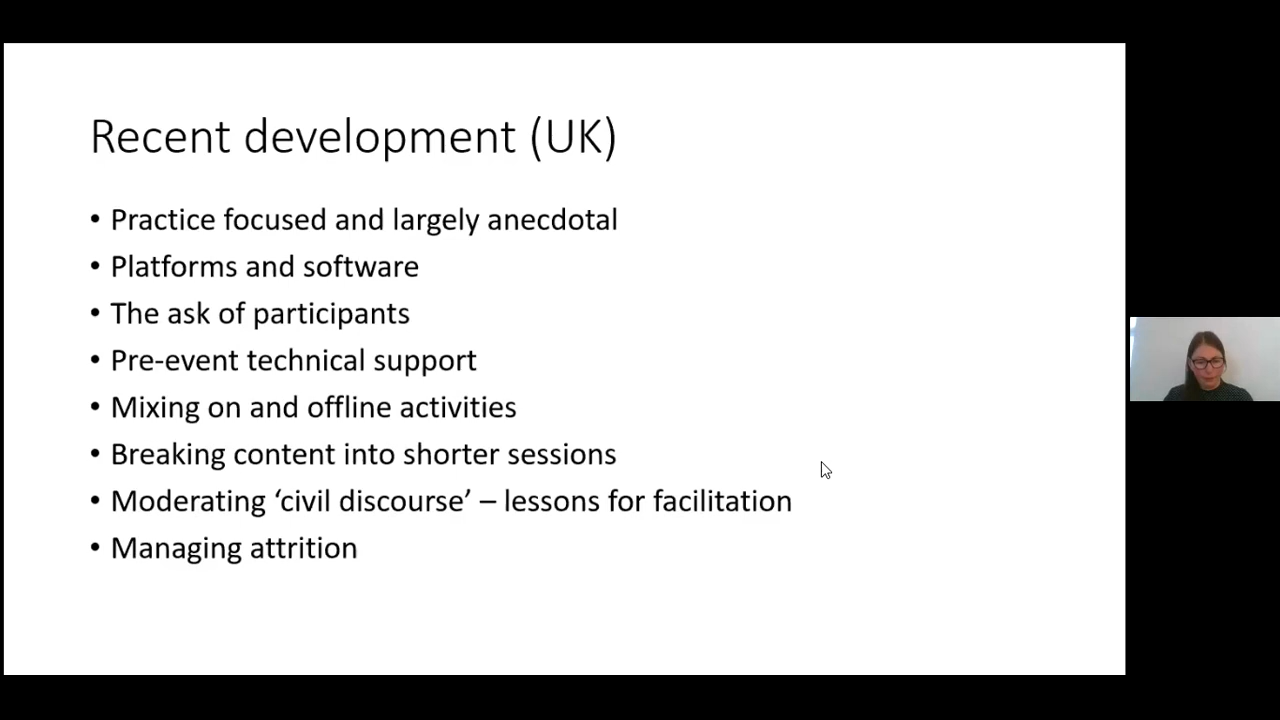 Recent development (UK)
• Practice focused and largely anecdotal
• Platforms and software
• The ask of participants
• Pre-event technical support
• Mixing on and offline activities
• Breaking content into shorter sessions
• Moderating ‘civil discourse’ – lessons for facilitation
• Managing attrition